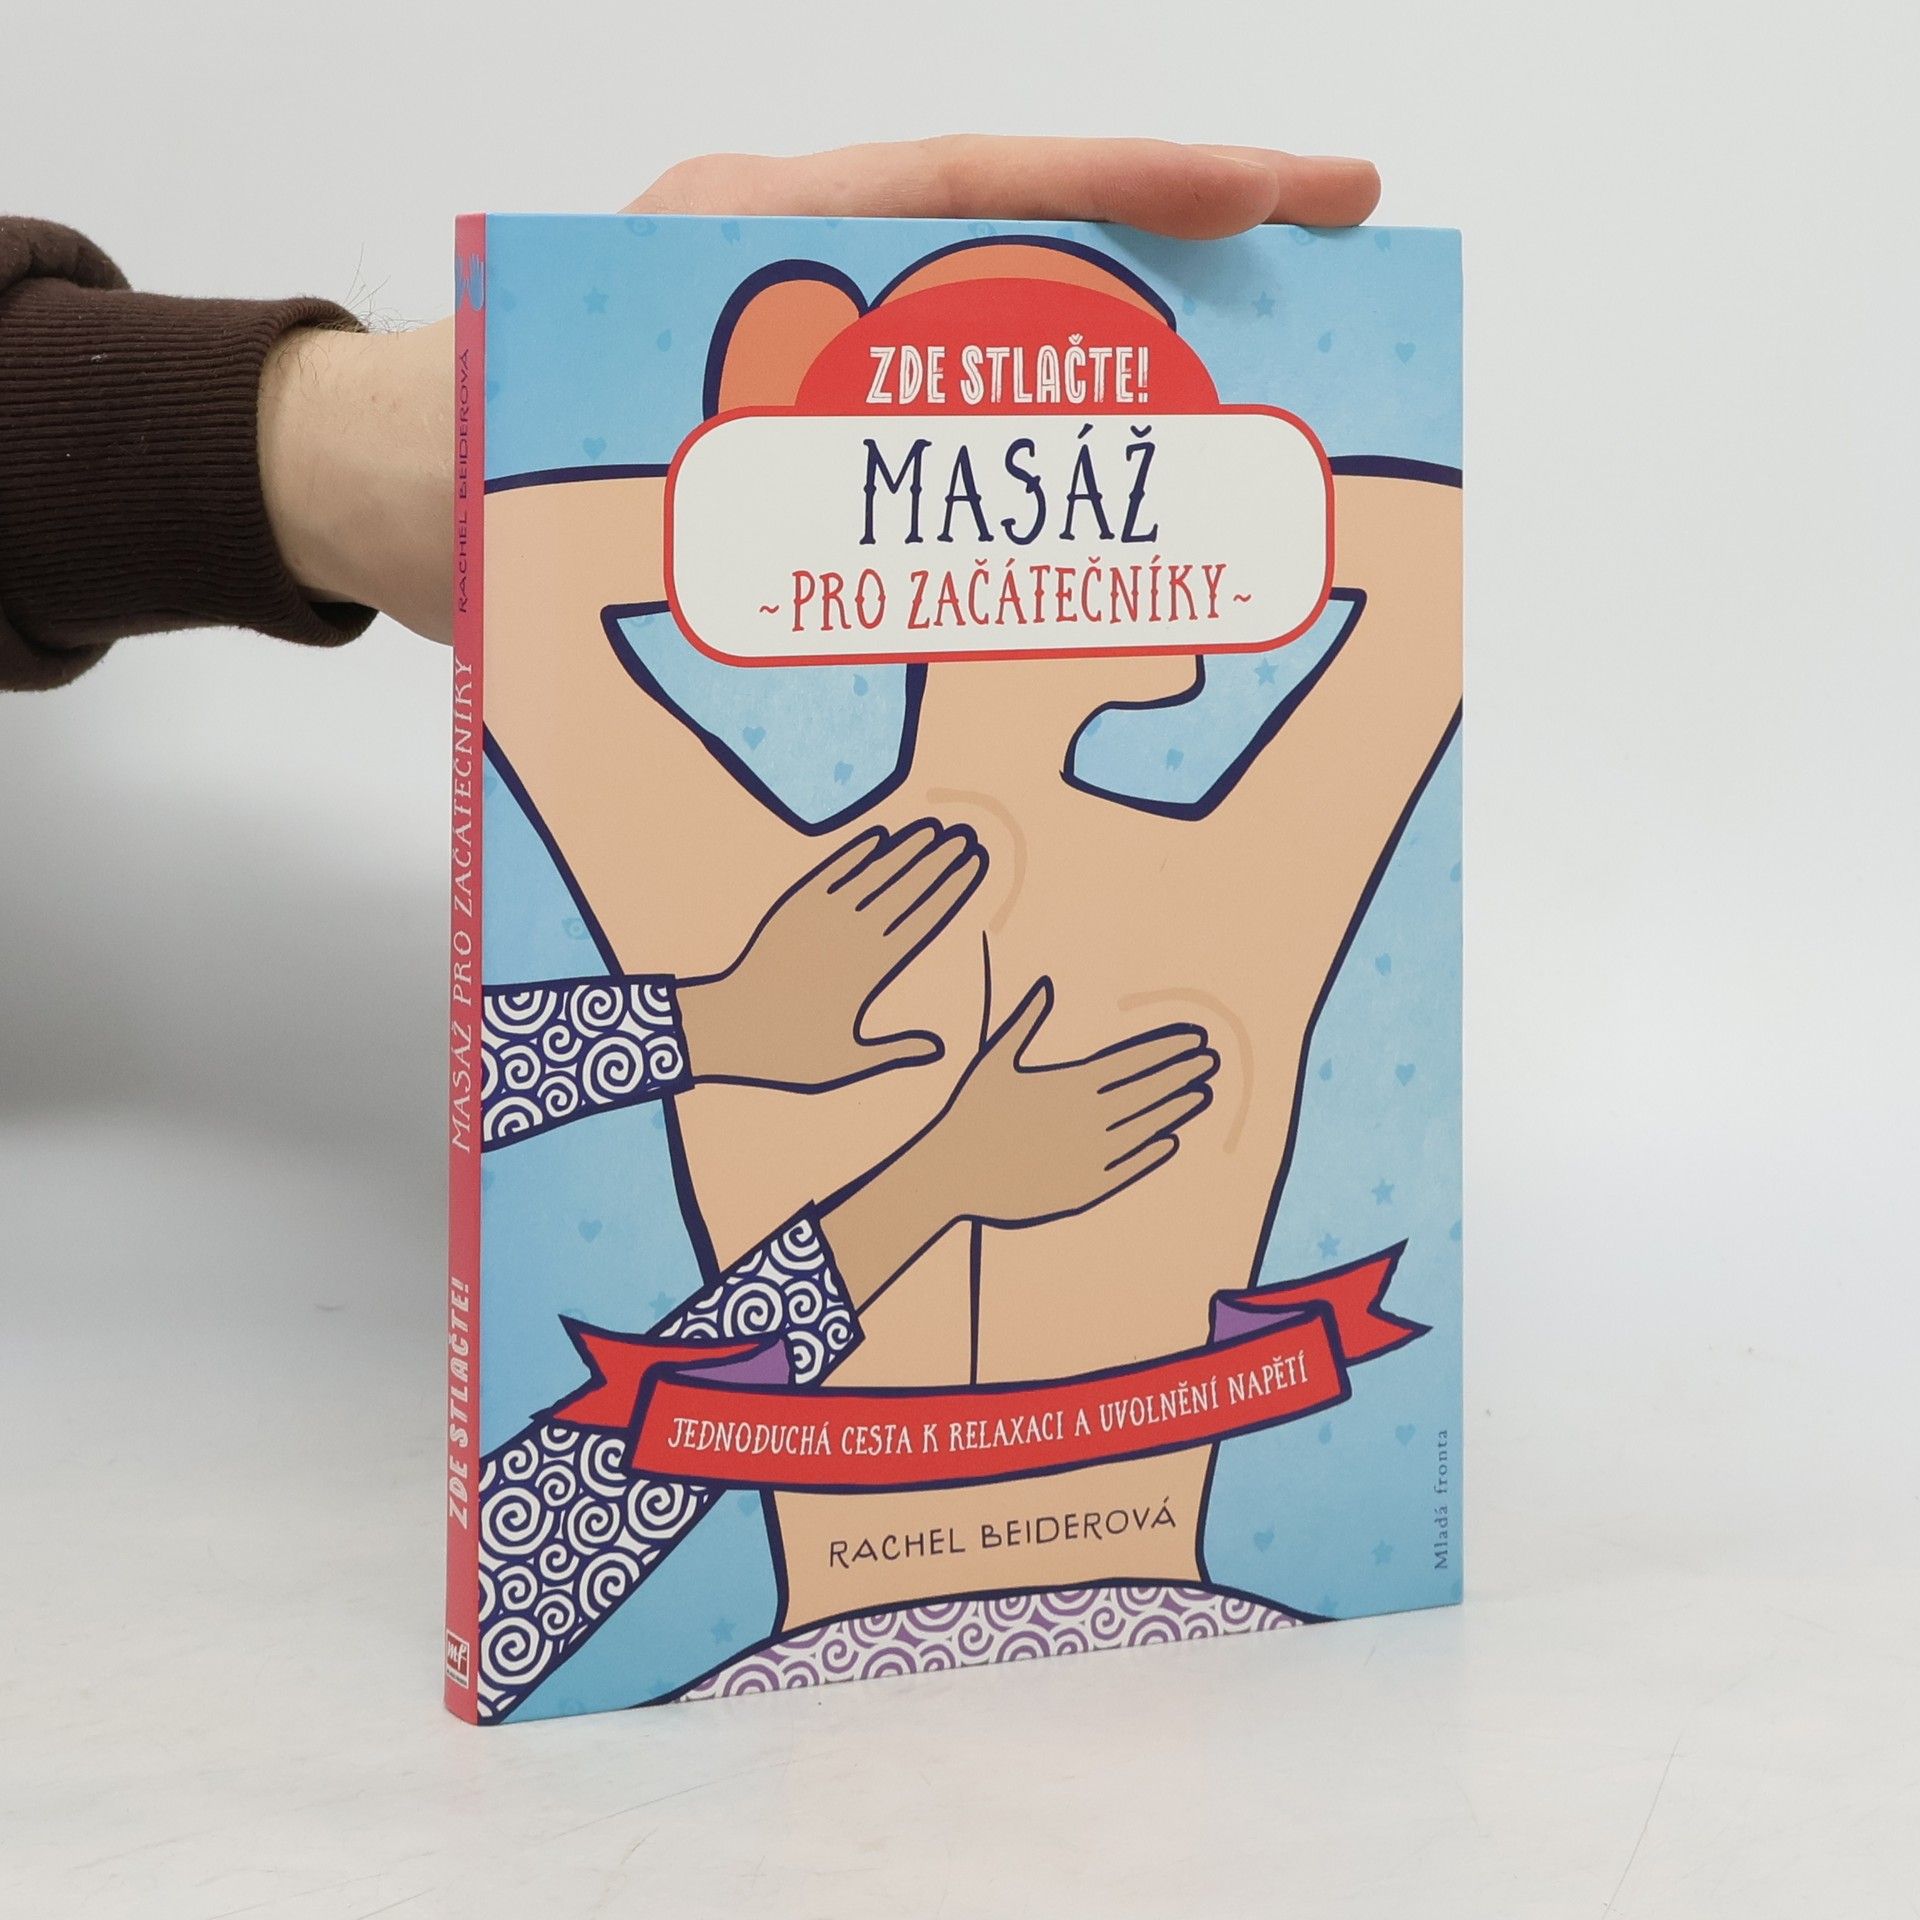 ZDE STLAČTE!
MASÁŽ
~PRO ZAČÁTEČNÍKY~
JEDNODUCHÁ CESTA K RELAXACI A UVOLNĚNÍ NAPĚTÍ
RACHEL BEIDEROVÁ
Mladá fronta
ZDE STLAČTE! MASÁŽ PRO ZAČÁTEČNÍKY RACHEL BEIDEROVÁ
mf